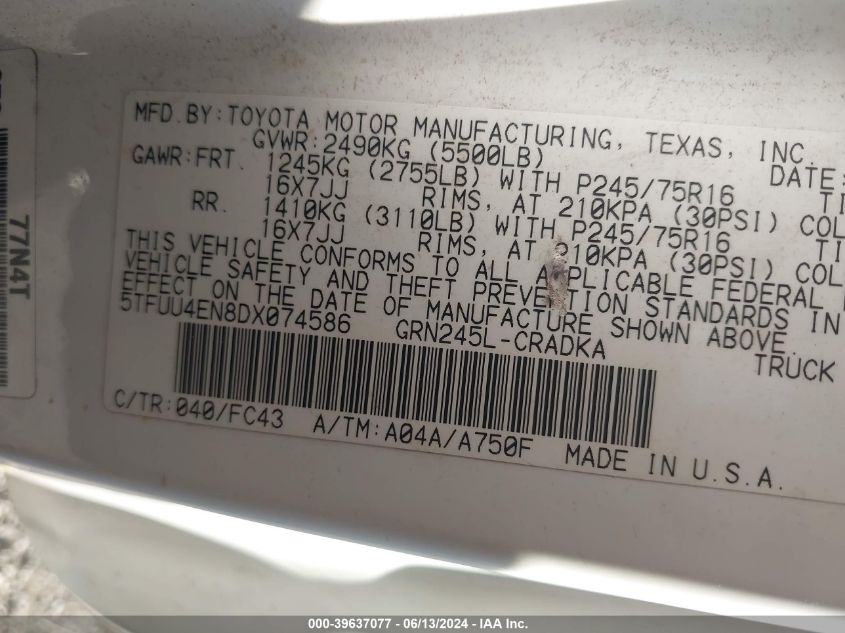 MFD.BY:TOYOTA MOTOR MANUFACTURING, TEXAS, INC.
GVWR:2490KG (5500LB) DATE:
GAWR:FRT. 1245KG (2755LB) WITH P245/75R16 TI
16X7JJ RIMS, AT 210KPA (30PSI) COL
RR. 1410KG (3110LB) WITH P245/75R16 TI
16X7JJ RIMS, AT 210KPA (30PSI) COL
THIS VEHICLE CONFORMS TO ALL APPLICABLE FEDERAL
VEHICLE SAFETY AND THEFT PREVENTION STANDARDS IN
EFFECT ON THE DATE OF MANUFACTURE SHOWN ABOVE.
5TFUU4EN8DX074586 GRN245L-CRADKA TRUCK
C/TR:040/FC43 A/TM:A04A/A750F MADE IN U.S.A.
77N4T
000-39637077 - 06/13/2024 - IAA Inc.